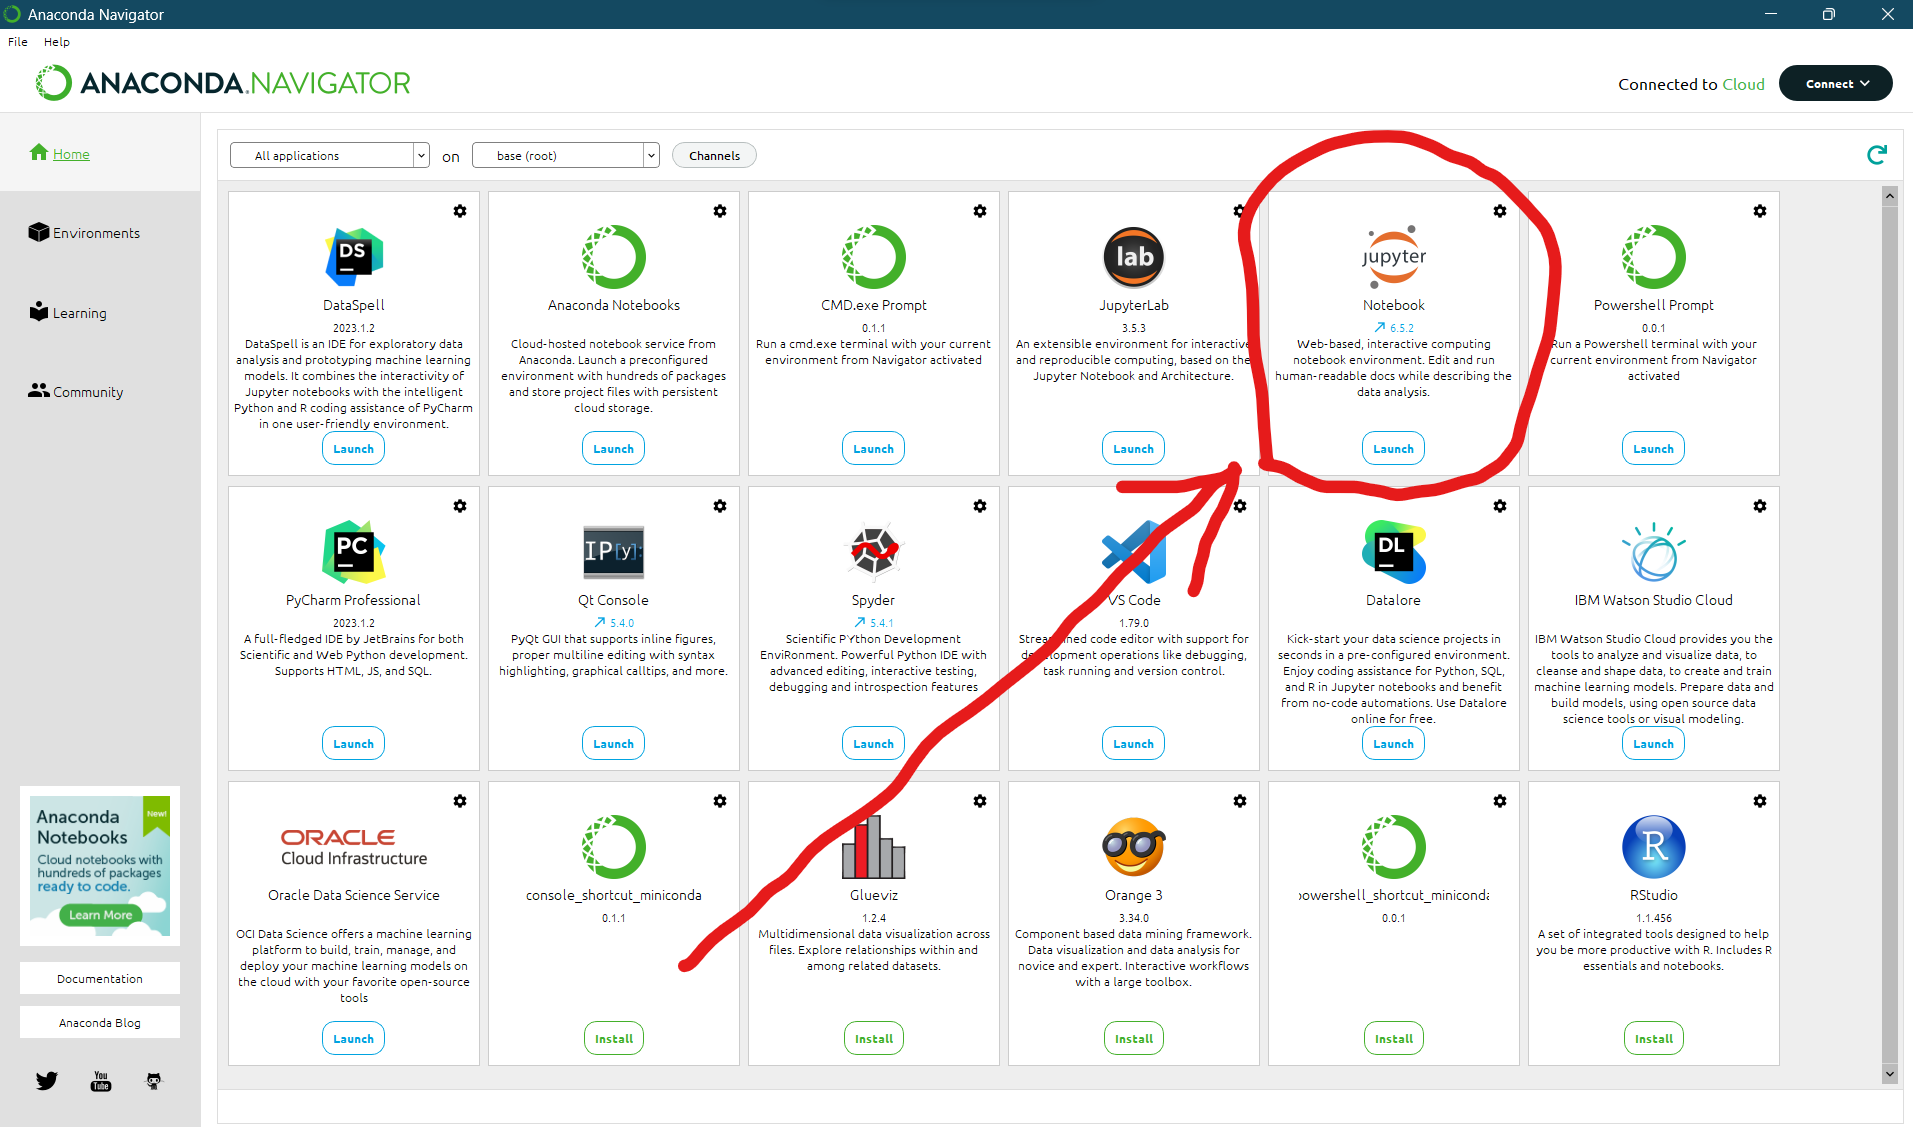 Anaconda Navigator
File Help
ANACONDA.NAVIGATOR
Connected to Cloud
Connect
Home
Environments
Learning
Community
All applications
on
base (root)
Channels
DS
DataSpell
2023.1.2
DataSpell is an IDE for exploratory data
analysis and prototyping machine learning
models. It combines the interactivity of
Jupyter notebooks with the intelligent
Python and R coding assistance of PyCharm
in one user-friendly environment.
Launch
Anaconda Notebooks
Cloud-hosted notebook service from
Anaconda. Launch a preconfigured
environment with hundreds of packages
and store project files with persistent
cloud storage.
Launch
CMD.exe Prompt
0.1.1
Run a cmd.exe terminal with your current
environment from Navigator activated
Launch
lab
JupyterLab
3.5.3
An extensible environment for interactive
and reproducible computing, based on the
Jupyter Notebook and Architecture.
Launch
jupyter
Notebook
6.5.2
Web-based, interactive computing
notebook environment. Edit and run
human-readable docs while describing the
data analysis.
Launch
Powershell Prompt
0.0.1
Run a Powershell terminal with your
current environment from Navigator
activated
Launch
PC
PyCharm Professional
2023.1.2
A full-fledged IDE by JetBrains for both
Scientific and Web Python development.
Supports HTML, JS, and SQL.
Launch
IP[y]:
Qt Console
5.4.0
PyQt GUI that supports inline figures,
proper multiline editing with syntax
highlighting, graphical calltips, and more.
Launch
Spyder
5.4.1
Scientific PYthon Development
EnviRonment. Powerful Python IDE with
advanced editing, interactive testing,
debugging and introspection features
Launch
VS Code
1.79.0
Streamlined code editor with support for
development operations like debugging,
task running and version control.
Launch
DL
Datalore
Kick-start your data science projects in
seconds in a pre-configured environment.
Enjoy coding assistance for Python, SQL,
and R in Jupyter notebooks and benefit
from no-code automations. Use Datalore
online for free.
Launch
IBM Watson Studio Cloud
IBM Watson Studio Cloud provides you the
tools to analyze and visualize data, to
cleanse and shape data, to create and train
machine learning models. Prepare data and
build models, using open source data
science tools or visual modeling.
Launch
ORACLE
Cloud Infrastructure
Oracle Data Science Service
OCI Data Science offers a machine learning
platform to build, train, manage, and
deploy your machine learning models on
the cloud with your favorite open-source
tools
Launch
console_shortcut_miniconda
0.1.1
Install
Glueviz
1.2.4
Multidimensional data visualization across
files. Explore relationships within and
among related datasets.
Install
Orange 3
3.34.0
Component based data mining framework.
Data visualization and data analysis for
novice and expert. Interactive workflows
with a large toolbox.
Install
powershell_shortcut_miniconda
0.0.1
Install
R
RStudio
1.1.456
A set of integrated tools designed to help
you be more productive with R. Includes R
essentials and notebooks.
Install
Anaconda
Notebooks
New!
Cloud notebooks with
hundreds of packages
ready to code.
Learn More
Documentation
Anaconda Blog
You
Tube